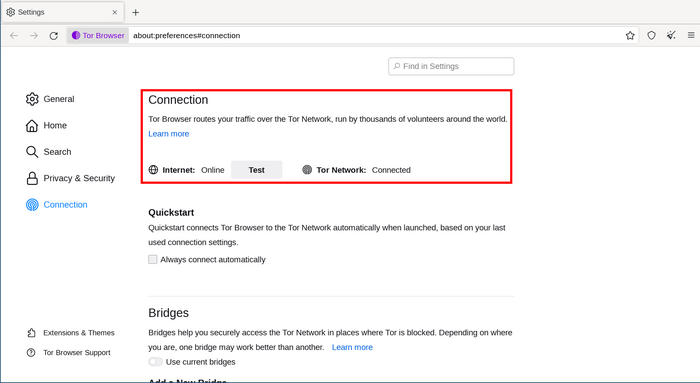 Settings
Tor Browser about:preferences#connection
Find in Settings
General
Home
Search
Privacy & Security
Connection
Connection
Tor Browser routes your traffic over the Tor Network, run by thousands of volunteers around the world.
Learn more
Internet: Online Test Tor Network: Connected
Quickstart
Quickstart connects Tor Browser to the Tor Network automatically when launched, based on your last
used connection settings.
Always connect automatically
Bridges
Bridges help you securely access the Tor Network in places where Tor is blocked. Depending on where
you are, one bridge may work better than another. Learn more
Use current bridges
Add a New Bridge
Extensions & Themes
Tor Browser Support